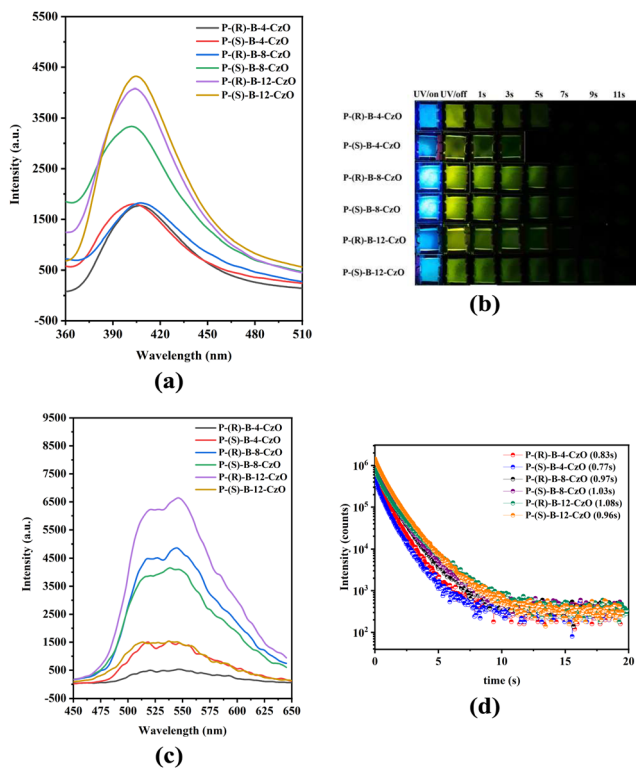 (a)
P-(R)-B-4-CzO
P-(S)-B-4-CzO
P-(R)-B-8-CzO
P-(S)-B-8-CzO
P-(R)-B-12-CzO
P-(S)-B-12-CzO
5500
4500
3500
2500
1500
500
-500
360 390 420 450 480 510
Intensity (a.u.)
Wavelength (nm)
(a)
UV/on UV/off 1s 3s 5s 7s 9s 11s
P-(R)-B-4-CzO
P-(S)-B-4-CzO
P-(R)-B-8-CzO
P-(S)-B-8-CzO
P-(R)-B-12-CzO
P-(S)-B-12-CzO
(b)
9500
8500
7500
6500
5500
4500
3500
2500
1500
500
-500
450 475 500 525 550 575 600 625 650
Intensity (a.u.)
Wavelength (nm)
P-(R)-B-4-CzO
P-(S)-B-4-CzO
P-(R)-B-8-CzO
P-(S)-B-8-CzO
P-(R)-B-12-CzO
P-(S)-B-12-CzO
(c)
P-(R)-B-4-CzO (0.83s)
P-(S)-B-4-CzO (0.77s)
P-(R)-B-8-CzO (0.97s)
P-(S)-B-8-CzO (1.03s)
P-(R)-B-12-CzO (1.08s)
P-(S)-B-12-CzO (0.96s)
10⁶
10⁵
10⁴
10³
10²
0 5 10 15 20
Intensity (counts)
time (s)
(d)